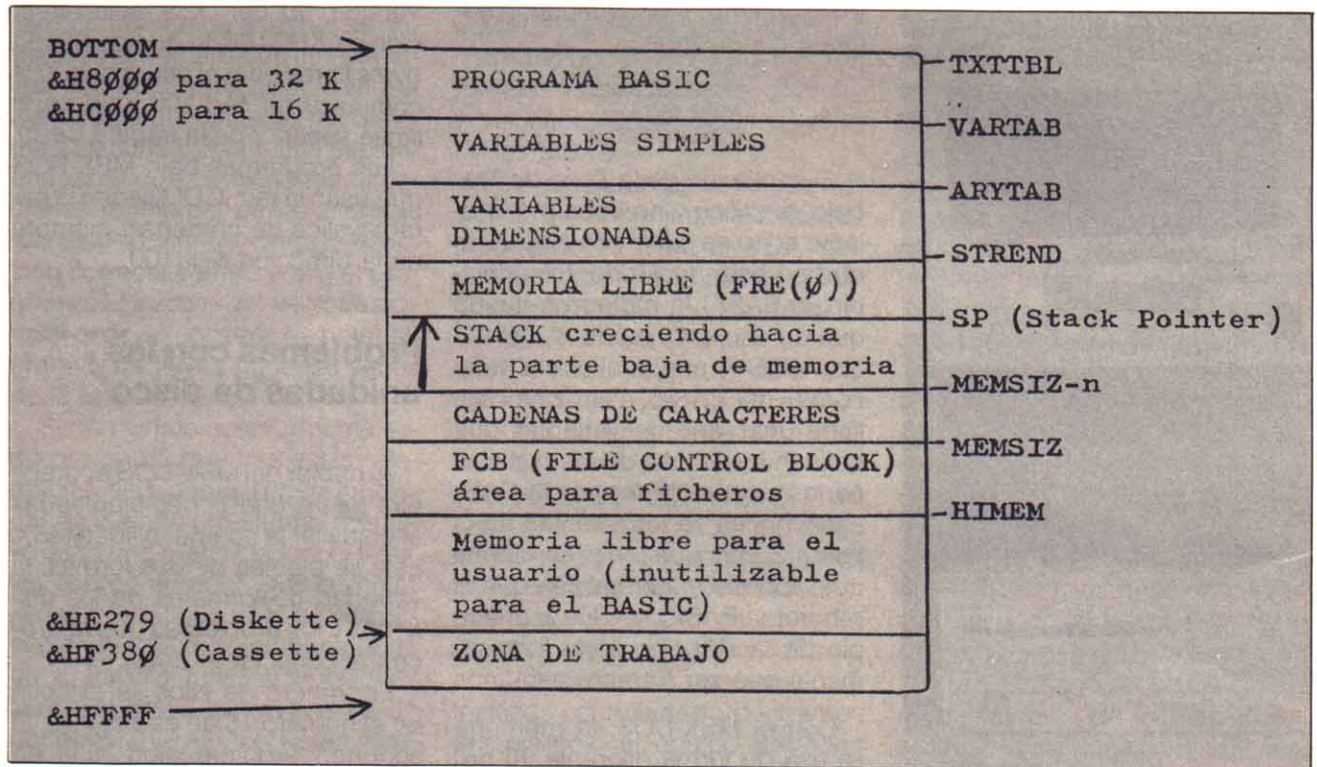 BOTTOM
&H8ØØØ para 32 K
&HCØØØ para 16 K
PROGRAMA BASIC
TXTTBL
VARIABLES SIMPLES
VARTAB
VARIABLES
DIMENSIONADAS
ARYTAB
MEMORIA LIBRE (FRE(Ø))
STREND
STACK creciendo hacia
la parte baja de memoria
SP (Stack Pointer)
CADENAS DE CARACTERES
MEMSIZ-n
FCB (FILE CONTROL BLOCK)
área para ficheros
MEMSIZ
Memoria libre para el
usuario (inutilizable
para el BASIC)
HIMEM
&HE279 (Diskette)
&HF38Ø (Cassette)
ZONA DE TRABAJO
&HFFFF